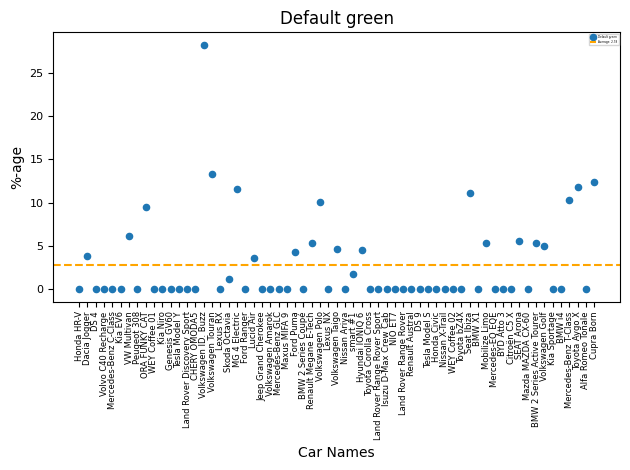 Default green
Default green
%-age
25
20
15
10
5
0
Honda HR-V
Dacia Jogger
DS 4
Volvo C40 Recharge
Mercedes-Benz C-Class
Kia EV6
VW Multivan
Peugeot 308
ORA FUNKY CAT
WEY Coffee 01
Kia Niro
Genesis GV60
Tesla Model Y
Land Rover Discovery Sport
CHERY OMODA5
Volkswagen ID. Buzz
Volkswagen Touran
Lexus RX
Skoda Octavia
MG 4 Electric
Ford Ranger
Lucid Air
Jeep Grand Cherokee
Volkswagen Amarok
Mercedes-Benz GLC
Maxus MIFA 9
Ford Puma
BMW 2 Series Coupe
Renault Megane E-Tech
Volkswagen Polo
Lexus NX
Volkswagen Taigo
Nissan Ariya
smart #1
Hyundai IONIQ 6
Toyota Corolla Cross
Land Rover Range Rover Sport
Isuzu D-Max Crew Cab
NIO ET7
Land Rover Range Rover
Renault Austral
DS 9
Tesla Model S
Honda Civic
Nissan X-Trail
WEY Coffee 02
Toyota bZ4X
Seat Ibiza
BMW X1
Mobilize Limo
Mercedes-EQ EQE
BYD Atto 3
Citroen C5 X
SEAT Arona
Mazda MAZDA CX-60
BMW 2 Series Active Tourer
Volkswagen Golf
Kia Sportage
BMW i4
Mercedes-Benz T-Class
Toyota Aygo X
Alfa Romeo Tonale
Cupra Born
Car Names